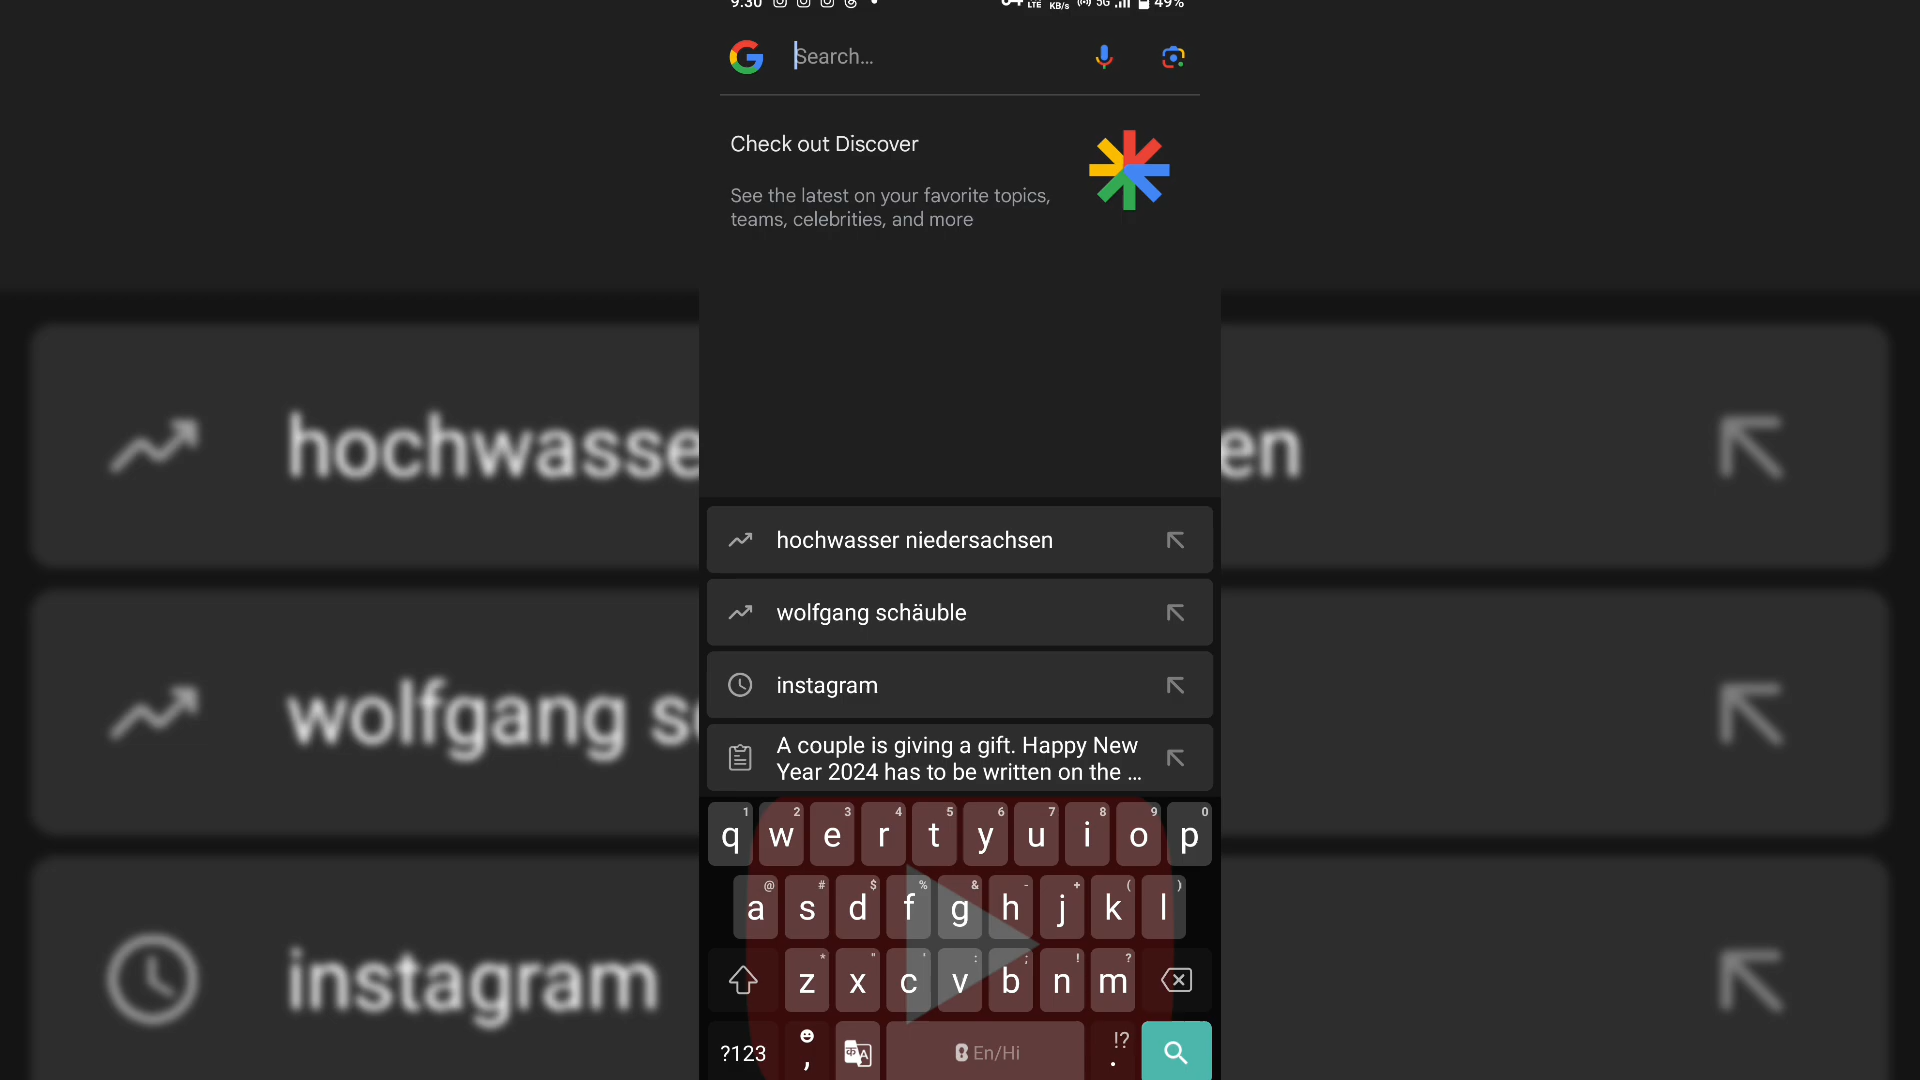 9:30 LTE KB/s 5G 49%
Search...
Check out Discover
See the latest on your favorite topics,
teams, celebrities, and more
hochwasser niedersachsen
wolfgang schäuble
instagram
A couple is giving a gift. Happy New
Year 2024 has to be written on the ...
1 2 3 4 5 6 7 8 9 0
q w e r t y u i o p
@ # $ % & - + ( )
a s d f g h j k l
* " ' : ; ! ?
z x c v b n m
?123 , En/Hi !? .
hochwasse en
wolfgang s
instagram